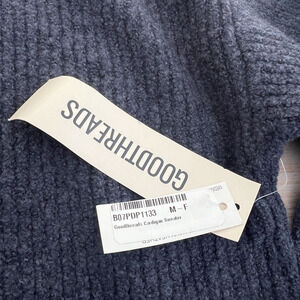 GOODTHREADS
B07PDP1133 M-F
Goodthreads Cardigan Sweater